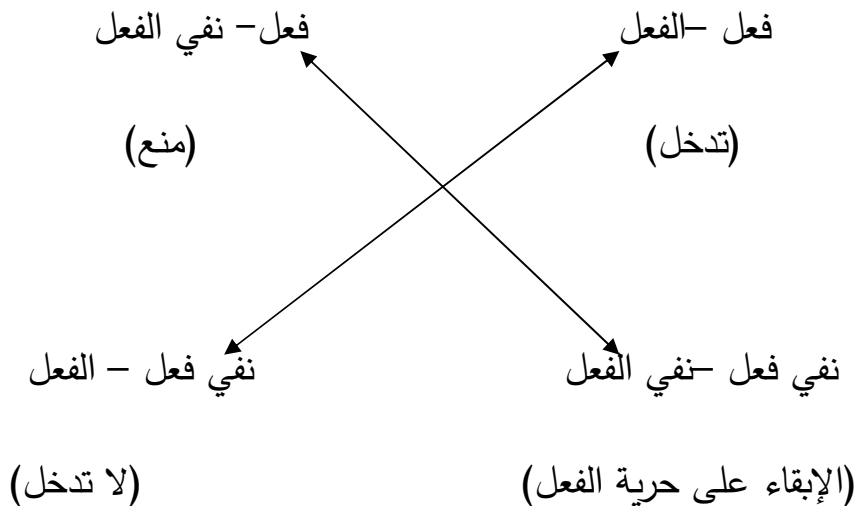 فعل –الفعل
فعل– نفي الفعل
(تدخل)
(منع)
نفي فعل –نفي الفعل
نفي فعل – الفعل
(الإبقاء على حرية الفعل)
(لا تدخل)